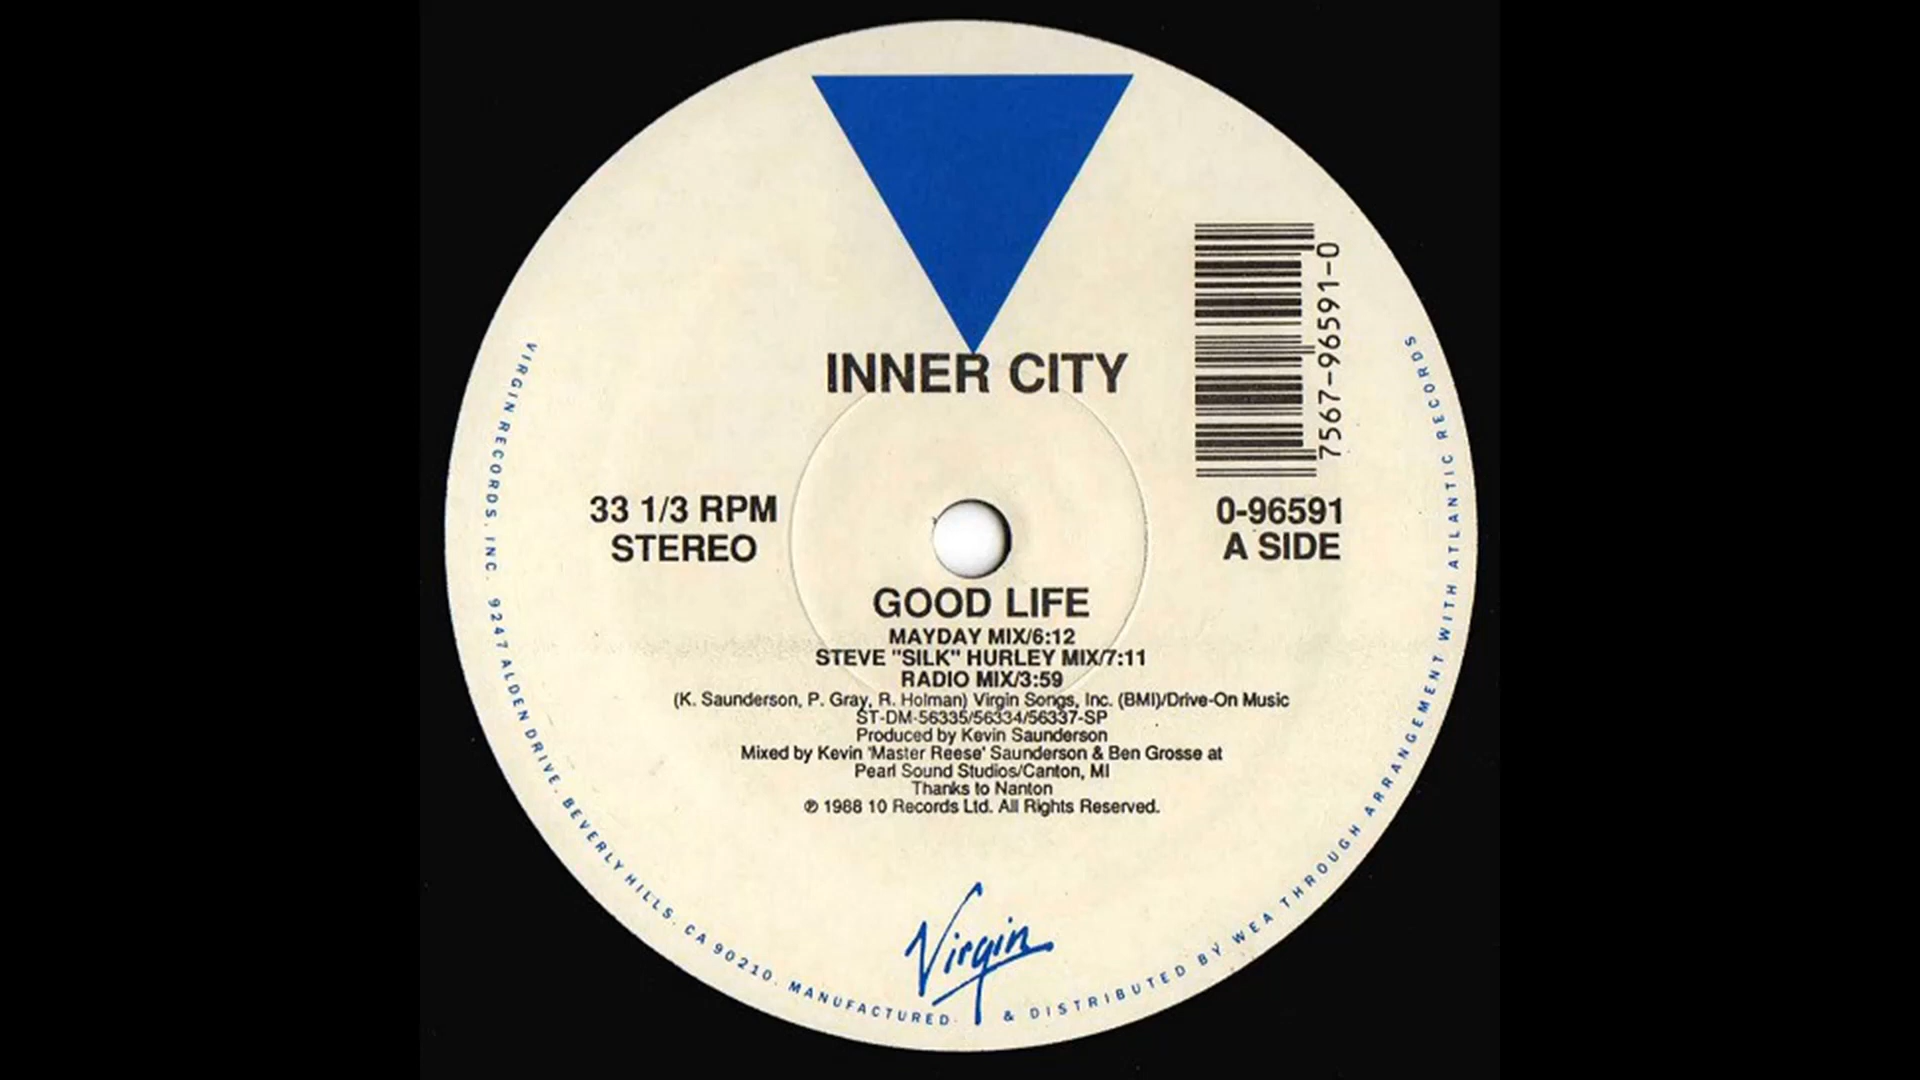 INNER CITY
7567-96591-0
33 1/3 RPM
STEREO
0-96591
A SIDE
GOOD LIFE
MAYDAY MIX/6:12
STEVE "SILK" HURLEY MIX/7:11
RADIO MIX/3:59
(K. Saunderson, P. Gray, R. Holman) Virgin Songs, Inc. (BMI)/Drive-On Music
ST-DM-56335/56334/56337-SP
Produced by Kevin Saunderson
Mixed by Kevin 'Master Reese' Saunderson & Ben Grosse at
Pearl Sound Studios/Canton, MI
Thanks to Nanton
℗ 1988 10 Records Ltd. All Rights Reserved.
Virgin
VIRGIN RECORDS, INC. 9247 ALDEN DRIVE, BEVERLY HILLS, CA 90210. MANUFACTURED & DISTRIBUTED BY WEA THROUGH ARRANGEMENT WITH ATLANTIC RECORDS